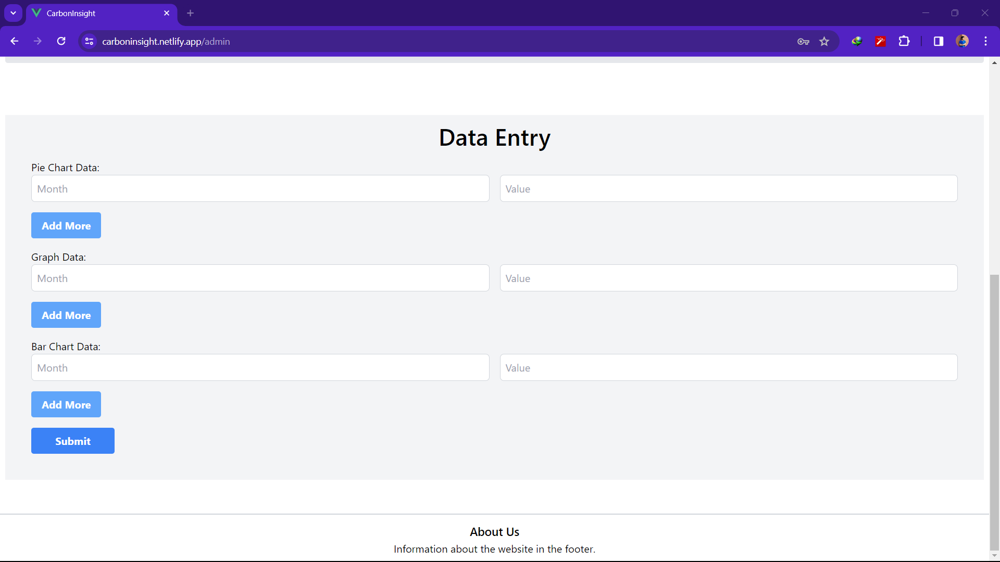 CarbonInsight
carboninsight.netlify.app/admin
Data Entry
Pie Chart Data:
Month Value
Add More
Graph Data:
Month Value
Add More
Bar Chart Data:
Month Value
Add More
Submit
About Us
Information about the website in the footer.